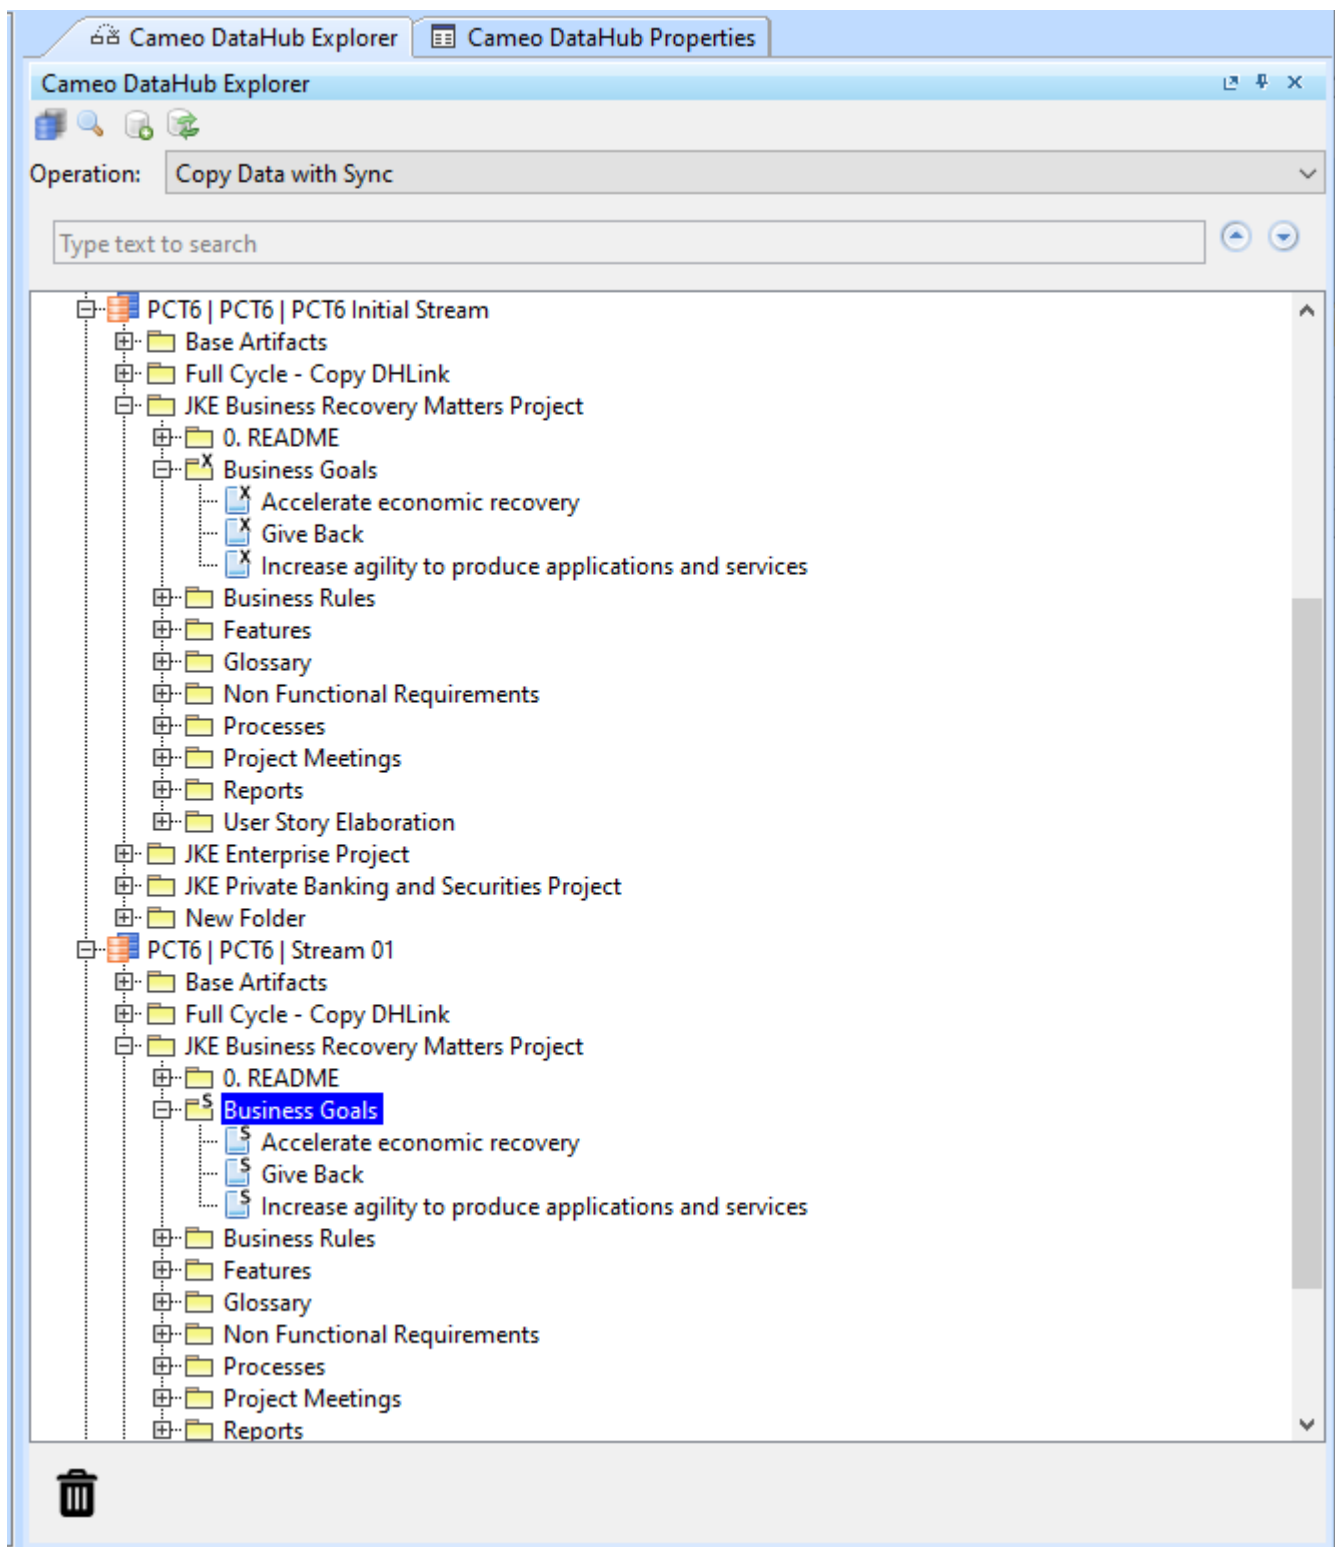 Cameo DataHub Explorer Cameo DataHub Properties
Cameo DataHub Explorer
Operation: Copy Data with Sync
Type text to search
PCT6 | PCT6 | PCT6 Initial Stream
Base Artifacts
Full Cycle - Copy DHLink
JKE Business Recovery Matters Project
0. README
X Business Goals
X Accelerate economic recovery
X Give Back
X Increase agility to produce applications and services
Business Rules
Features
Glossary
Non Functional Requirements
Processes
Project Meetings
Reports
User Story Elaboration
JKE Enterprise Project
JKE Private Banking and Securities Project
New Folder
PCT6 | PCT6 | Stream 01
Base Artifacts
Full Cycle - Copy DHLink
JKE Business Recovery Matters Project
0. README
S Business Goals
S Accelerate economic recovery
S Give Back
S Increase agility to produce applications and services
Business Rules
Features
Glossary
Non Functional Requirements
Processes
Project Meetings
Reports